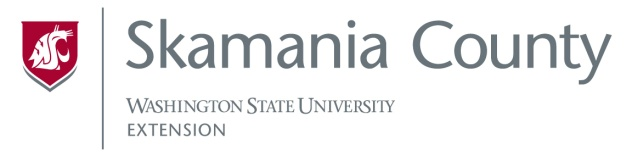 Skamania County
WASHINGTON STATE UNIVERSITY
EXTENSION